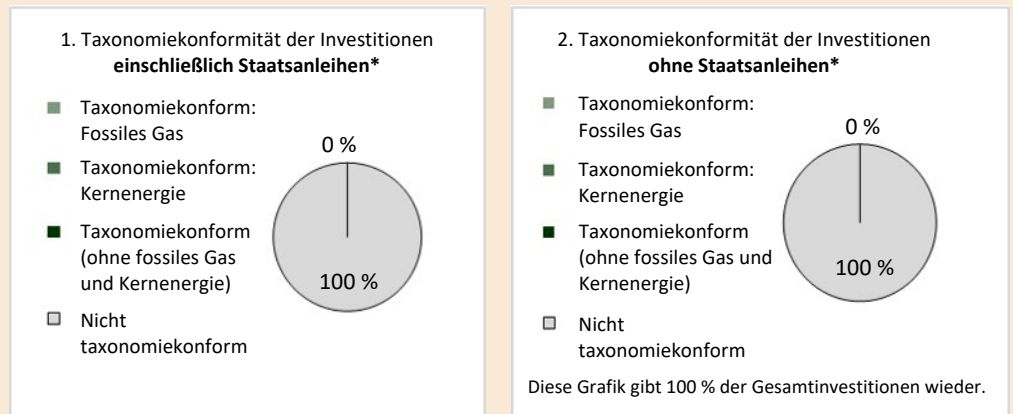 1. Taxonomiekonformität der Investitionen
einschließlich Staatsanleihen*
Taxonomiekonform:
Fossiles Gas
Taxonomiekonform:
Kernenergie
Taxonomiekonform
(ohne fossiles Gas
und Kernenergie)
Nicht
taxonomiekonform
0 %
100 %
2. Taxonomiekonformität der Investitionen
ohne Staatsanleihen*
Taxonomiekonform:
Fossiles Gas
Taxonomiekonform:
Kernenergie
Taxonomiekonform
(ohne fossiles Gas und
Kernenergie)
Nicht
taxonomiekonform
0 %
100 %
Diese Grafik gibt 100 % der Gesamtinvestitionen wieder.